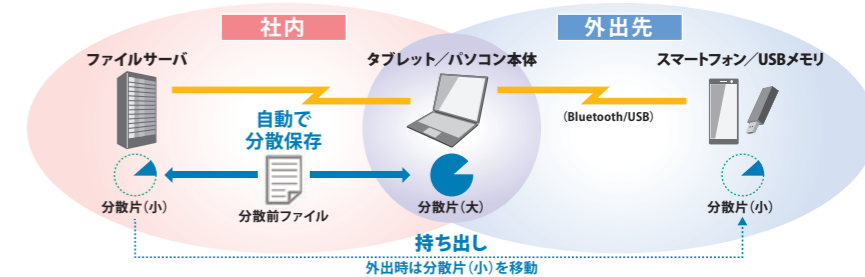 社内
外出先
ファイルサーバ
タブレット／パソコン本体
スマートフォン／USBメモリ
自動で
分散保存
（Bluetooth/USB）
分散片（小）
分散前ファイル
分散片（大）
分散片（小）
持ち出し
外出時は分散片（小）を移動